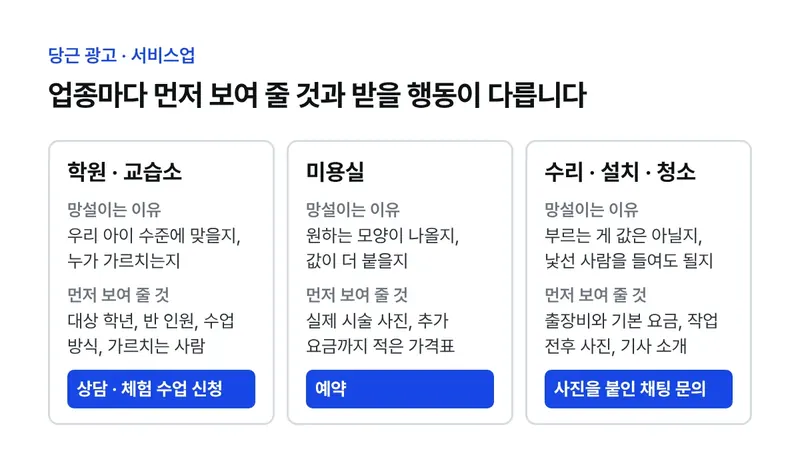 당근 광고 · 서비스업
업종마다 먼저 보여 줄 것과 받을 행동이 다릅니다
학원 · 교습소
망설이는 이유
우리 아이 수준에 맞을지,
누가 가르치는지
먼저 보여 줄 것
대상 학년, 반 인원, 수업
방식, 가르치는 사람
상담 · 체험 수업 신청
미용실
망설이는 이유
원하는 모양이 나올지,
값이 더 붙을지
먼저 보여 줄 것
실제 시술 사진, 추가
요금까지 적은 가격표
예약
수리 · 설치 · 청소
망설이는 이유
부르는 게 값은 아닐지,
낯선 사람을 들여도 될지
먼저 보여 줄 것
출장비와 기본 요금, 작업
전후 사진, 기사 소개
사진을 붙인 채팅 문의